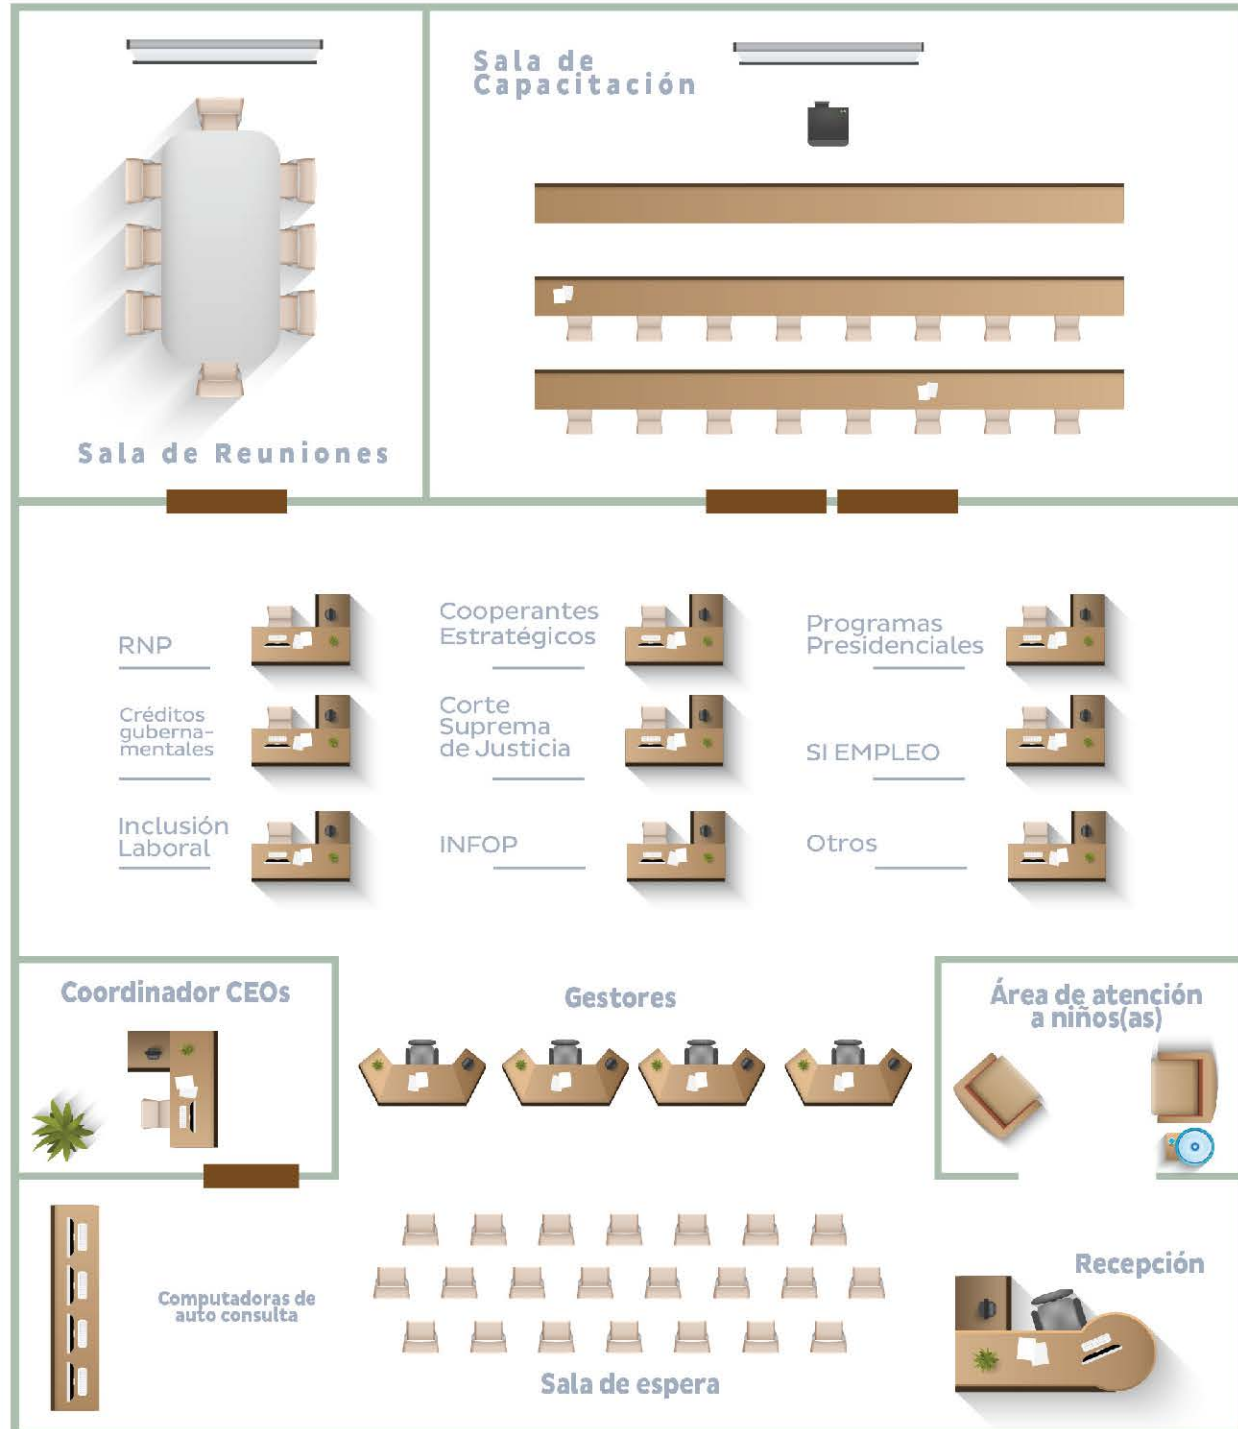 Sala de
Capacitación
Sala de Reuniones
RNP
Cooperantes
Estratégicos
Programas
Presidenciales
Créditos
guberna-
mentales
Corte
Suprema
de Justicia
SI EMPLEO
Inclusión
Laboral
INFOP
Otros
Coordinador CEOs
Gestores
Área de atención
a niños(as)
Computadoras de
auto consulta
Sala de espera
Recepción